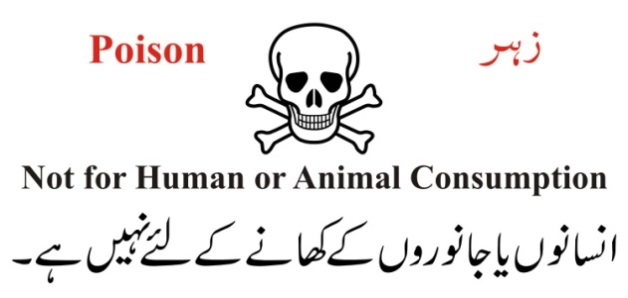 Poison زہر
Not for Human or Animal Consumption
انسانوں یا جانوروں کے کھانے کے لئے نہیں ہے۔